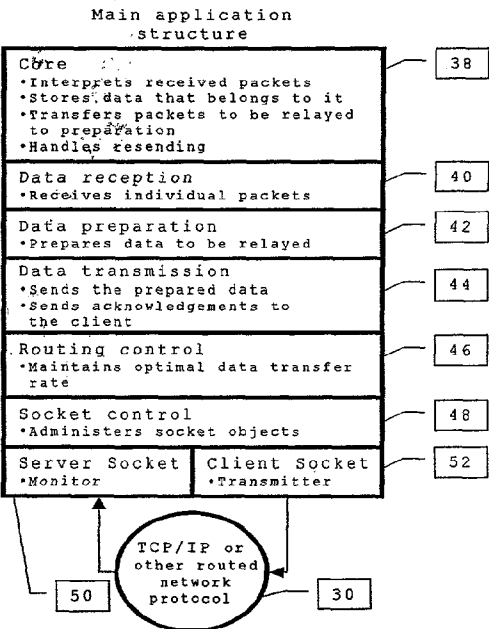 Main application
structure
Core
•Interprets received packets
•Stores data that belongs to it
•Transfers packets to be relayed
to preparation
•Handles resending
38
Data reception
•Receives individual packets
40
Data preparation
•Prepares data to be relayed
42
Data transmission
•Sends the prepared data
•Sends acknowledgements to
the client
44
Routing control
•Maintains optimal data transfer
rate
46
Socket control
•Administers socket objects
48
Server Socket
•Monitor
Client Socket
•Transmitter
52
TCP/IP or
other routed
network
protocol
50
30